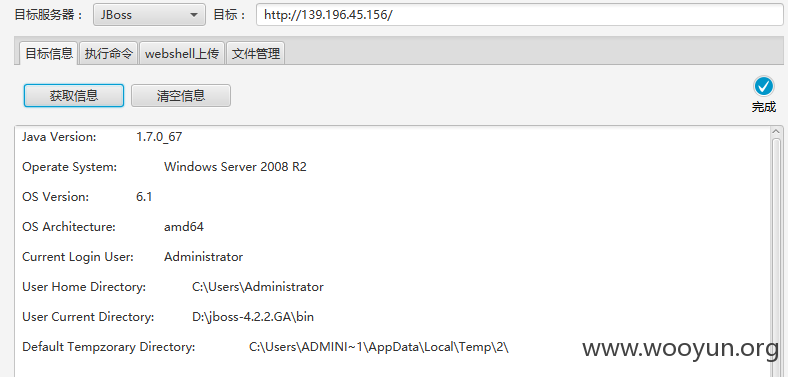 目标服务器： JBoss 目标： http://139.196.45.156/
目标信息 执行命令 webshell上传 文件管理
获取信息 清空信息
完成
Java Version: 1.7.0_67
Operate System: Windows Server 2008 R2
OS Version: 6.1
OS Architecture: amd64
Current Login User: Administrator
User Home Directory: C:\Users\Administrator
User Current Directory: D:\jboss-4.2.2.GA\bin
Default Tempzorary Directory: C:\Users\ADMINI~1\AppData\Local\Temp\2\
www.wooyun.org